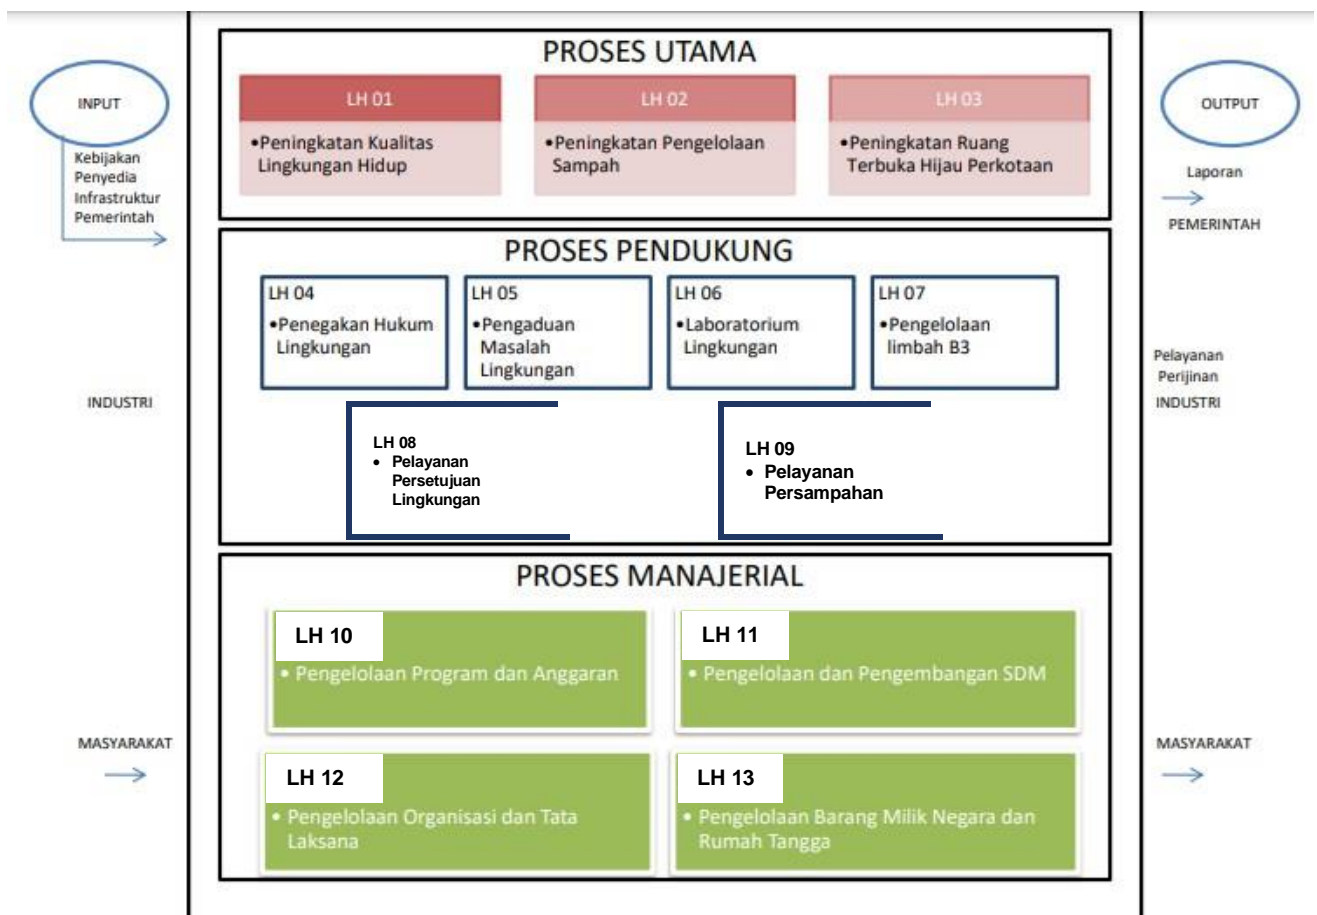 INPUT
Kebijakan
Penyedia
Infrastruktur
Pemerintah
INDUSTRI
MASYARAKAT
PROSES UTAMA
LH 01
•Peningkatan Kualitas
Lingkungan Hidup
LH 02
•Peningkatan Pengelolaan
Sampah
LH 03
•Peningkatan Ruang
Terbuka Hijau Perkotaan
PROSES PENDUKUNG
LH 04
•Penegakan Hukum
Lingkungan
LH 05
•Pengaduan
Masalah
Lingkungan
LH 06
•Laboratorium
Lingkungan
LH 07
•Pengelolaan
limbah B3
LH 08
• Pelayanan
Persetujuan
Lingkungan
LH 09
• Pelayanan
Persampahan
PROSES MANAJERIAL
LH 10
• Pengelolaan Program dan Anggaran
LH 11
• Pengelolaan dan Pengembangan SDM
LH 12
• Pengelolaan Organisasi dan Tata
Laksana
LH 13
• Pengelolaan Barang Milik Negara dan
Rumah Tangga
OUTPUT
Laporan
PEMERINTAH
Pelayanan
Perijinan
INDUSTRI
MASYARAKAT